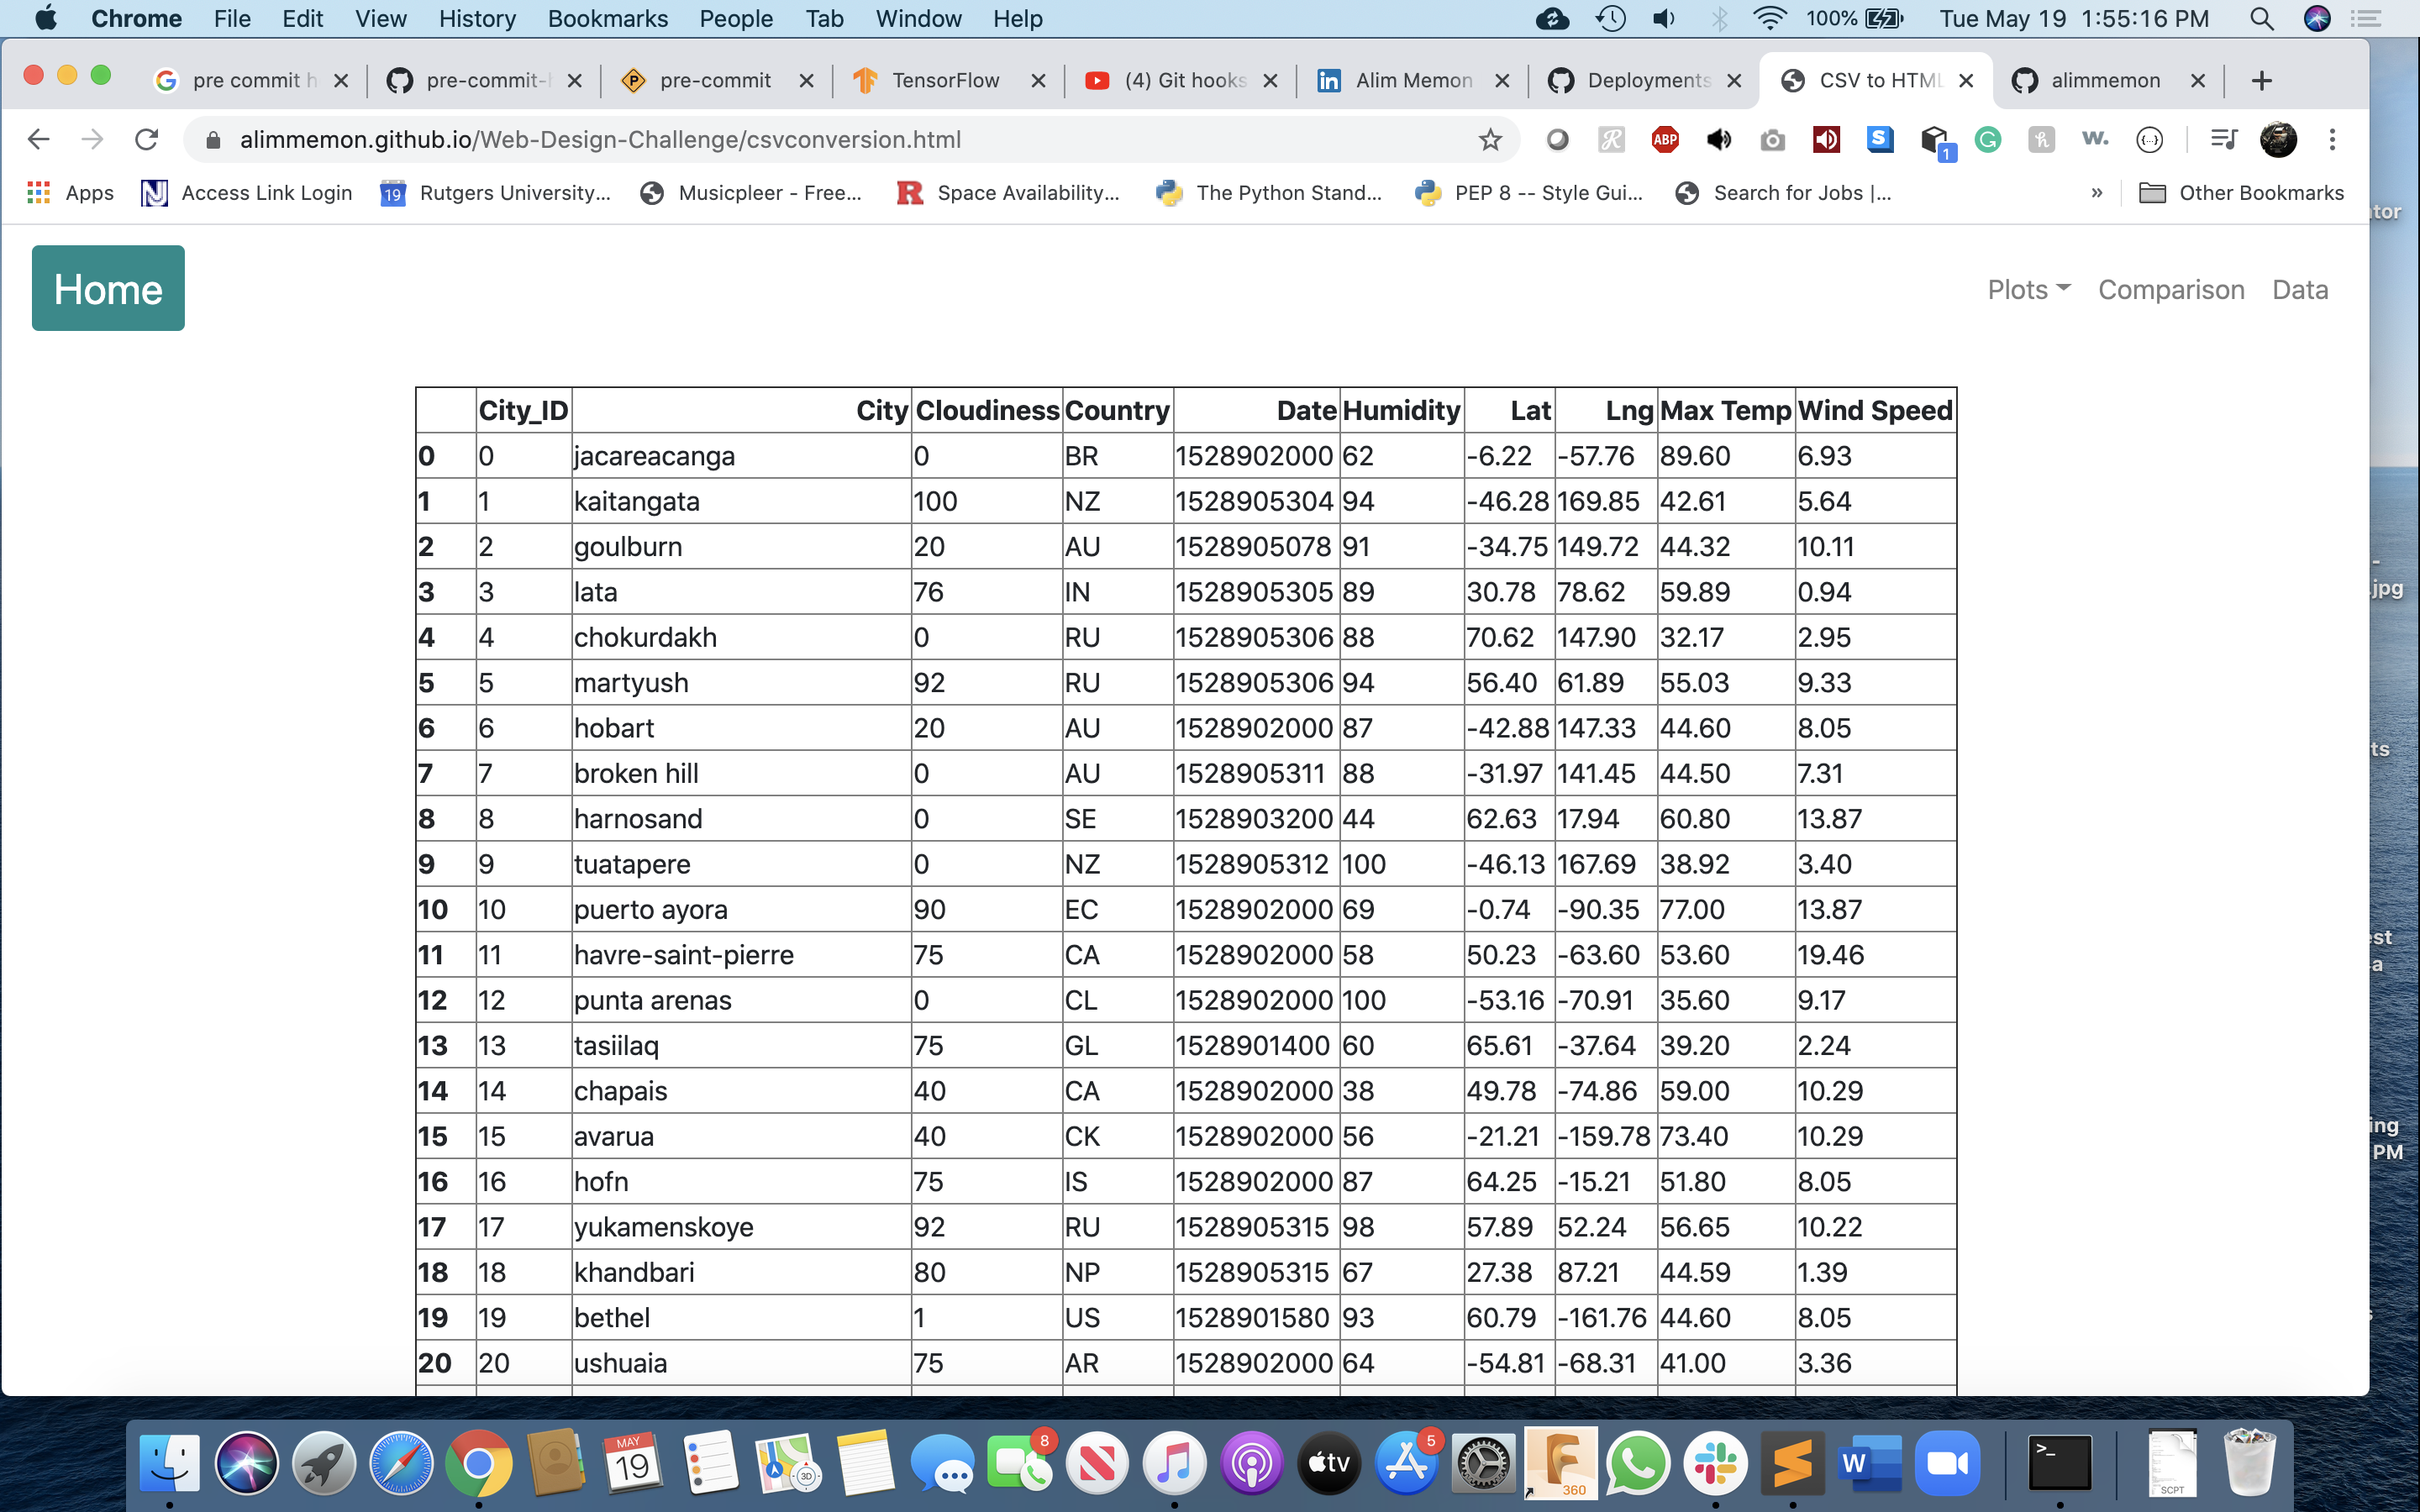 Chrome File Edit View History Bookmarks People Tab Window Help 100% Tue May 19 1:55:16 PM
pre commit h pre-commit- pre-commit TensorFlow (4) Git hooks Alim Memon Deployments CSV to HTML alimmemon
alimmemon.github.io/Web-Design-Challenge/csvconversion.html ABP S 1 G h w. {...}
Apps Access Link Login 19 Rutgers University... Musicpleer - Free... R Space Availability... The Python Stand... PEP 8 -- Style Gui... Search for Jobs |... » Other Bookmarks
Home Plots Comparison Data
City_ID City Cloudiness Country Date Humidity Lat Lng Max Temp Wind Speed
0 0 jacareacanga 0 BR 1528902000 62 -6.22 -57.76 89.60 6.93
1 1 kaitangata 100 NZ 1528905304 94 -46.28 169.85 42.61 5.64
2 2 goulburn 20 AU 1528905078 91 -34.75 149.72 44.32 10.11
3 3 lata 76 IN 1528905305 89 30.78 78.62 59.89 0.94
4 4 chokurdakh 0 RU 1528905306 88 70.62 147.90 32.17 2.95
5 5 martyush 92 RU 1528905306 94 56.40 61.89 55.03 9.33
6 6 hobart 20 AU 1528902000 87 -42.88 147.33 44.60 8.05
7 7 broken hill 0 AU 1528905311 88 -31.97 141.45 44.50 7.31
8 8 harnosand 0 SE 1528903200 44 62.63 17.94 60.80 13.87
9 9 tuatapere 0 NZ 1528905312 100 -46.13 167.69 38.92 3.40
10 10 puerto ayora 90 EC 1528902000 69 -0.74 -90.35 77.00 13.87
11 11 havre-saint-pierre 75 CA 1528902000 58 50.23 -63.60 53.60 19.46
12 12 punta arenas 0 CL 1528902000 100 -53.16 -70.91 35.60 9.17
13 13 tasiilaq 75 GL 1528901400 60 65.61 -37.64 39.20 2.24
14 14 chapais 40 CA 1528902000 38 49.78 -74.86 59.00 10.29
15 15 avarua 40 CK 1528902000 56 -21.21 -159.78 73.40 10.29
16 16 hofn 75 IS 1528902000 87 64.25 -15.21 51.80 8.05
17 17 yukamenskoye 92 RU 1528905315 98 57.89 52.24 56.65 10.22
18 18 khandbari 80 NP 1528905315 67 27.38 87.21 44.59 1.39
19 19 bethel 1 US 1528901580 93 60.79 -161.76 44.60 8.05
20 20 ushuaia 75 AR 1528902000 64 -54.81 -68.31 41.00 3.36
tor
.jpg
ts
st
a
ing
PM
MAY 19 3D 8 tv 5 F 360 W >_ SCPT